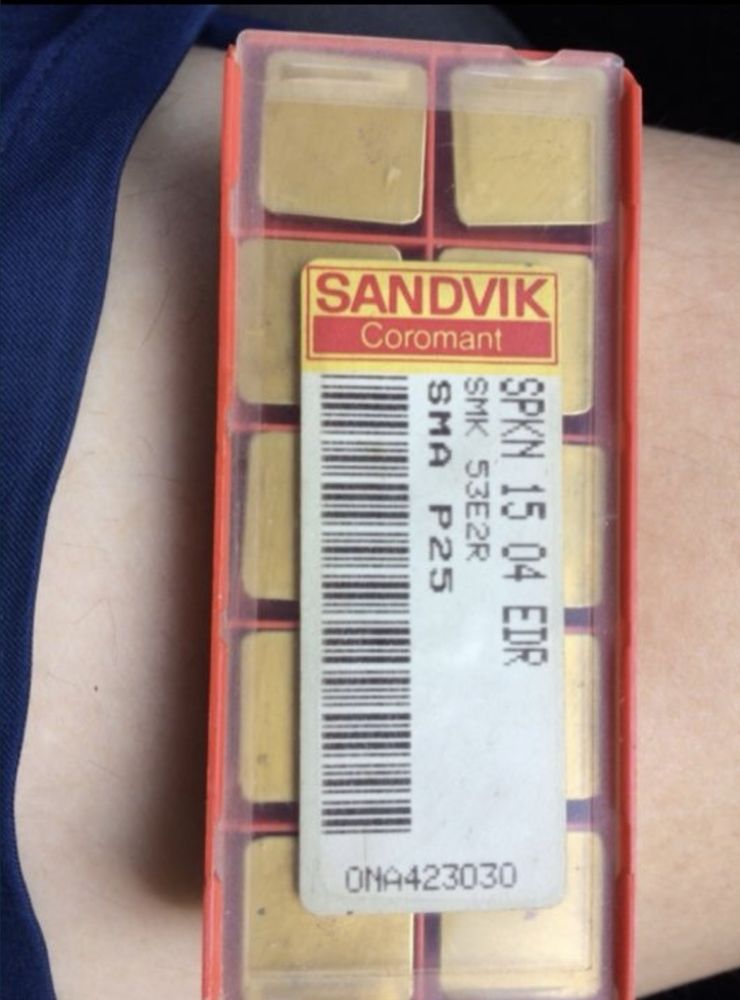 SANDVIK
Coromant
SPKN 15 04 EDR
SMK 53E2R
SMA P25
0NA423030